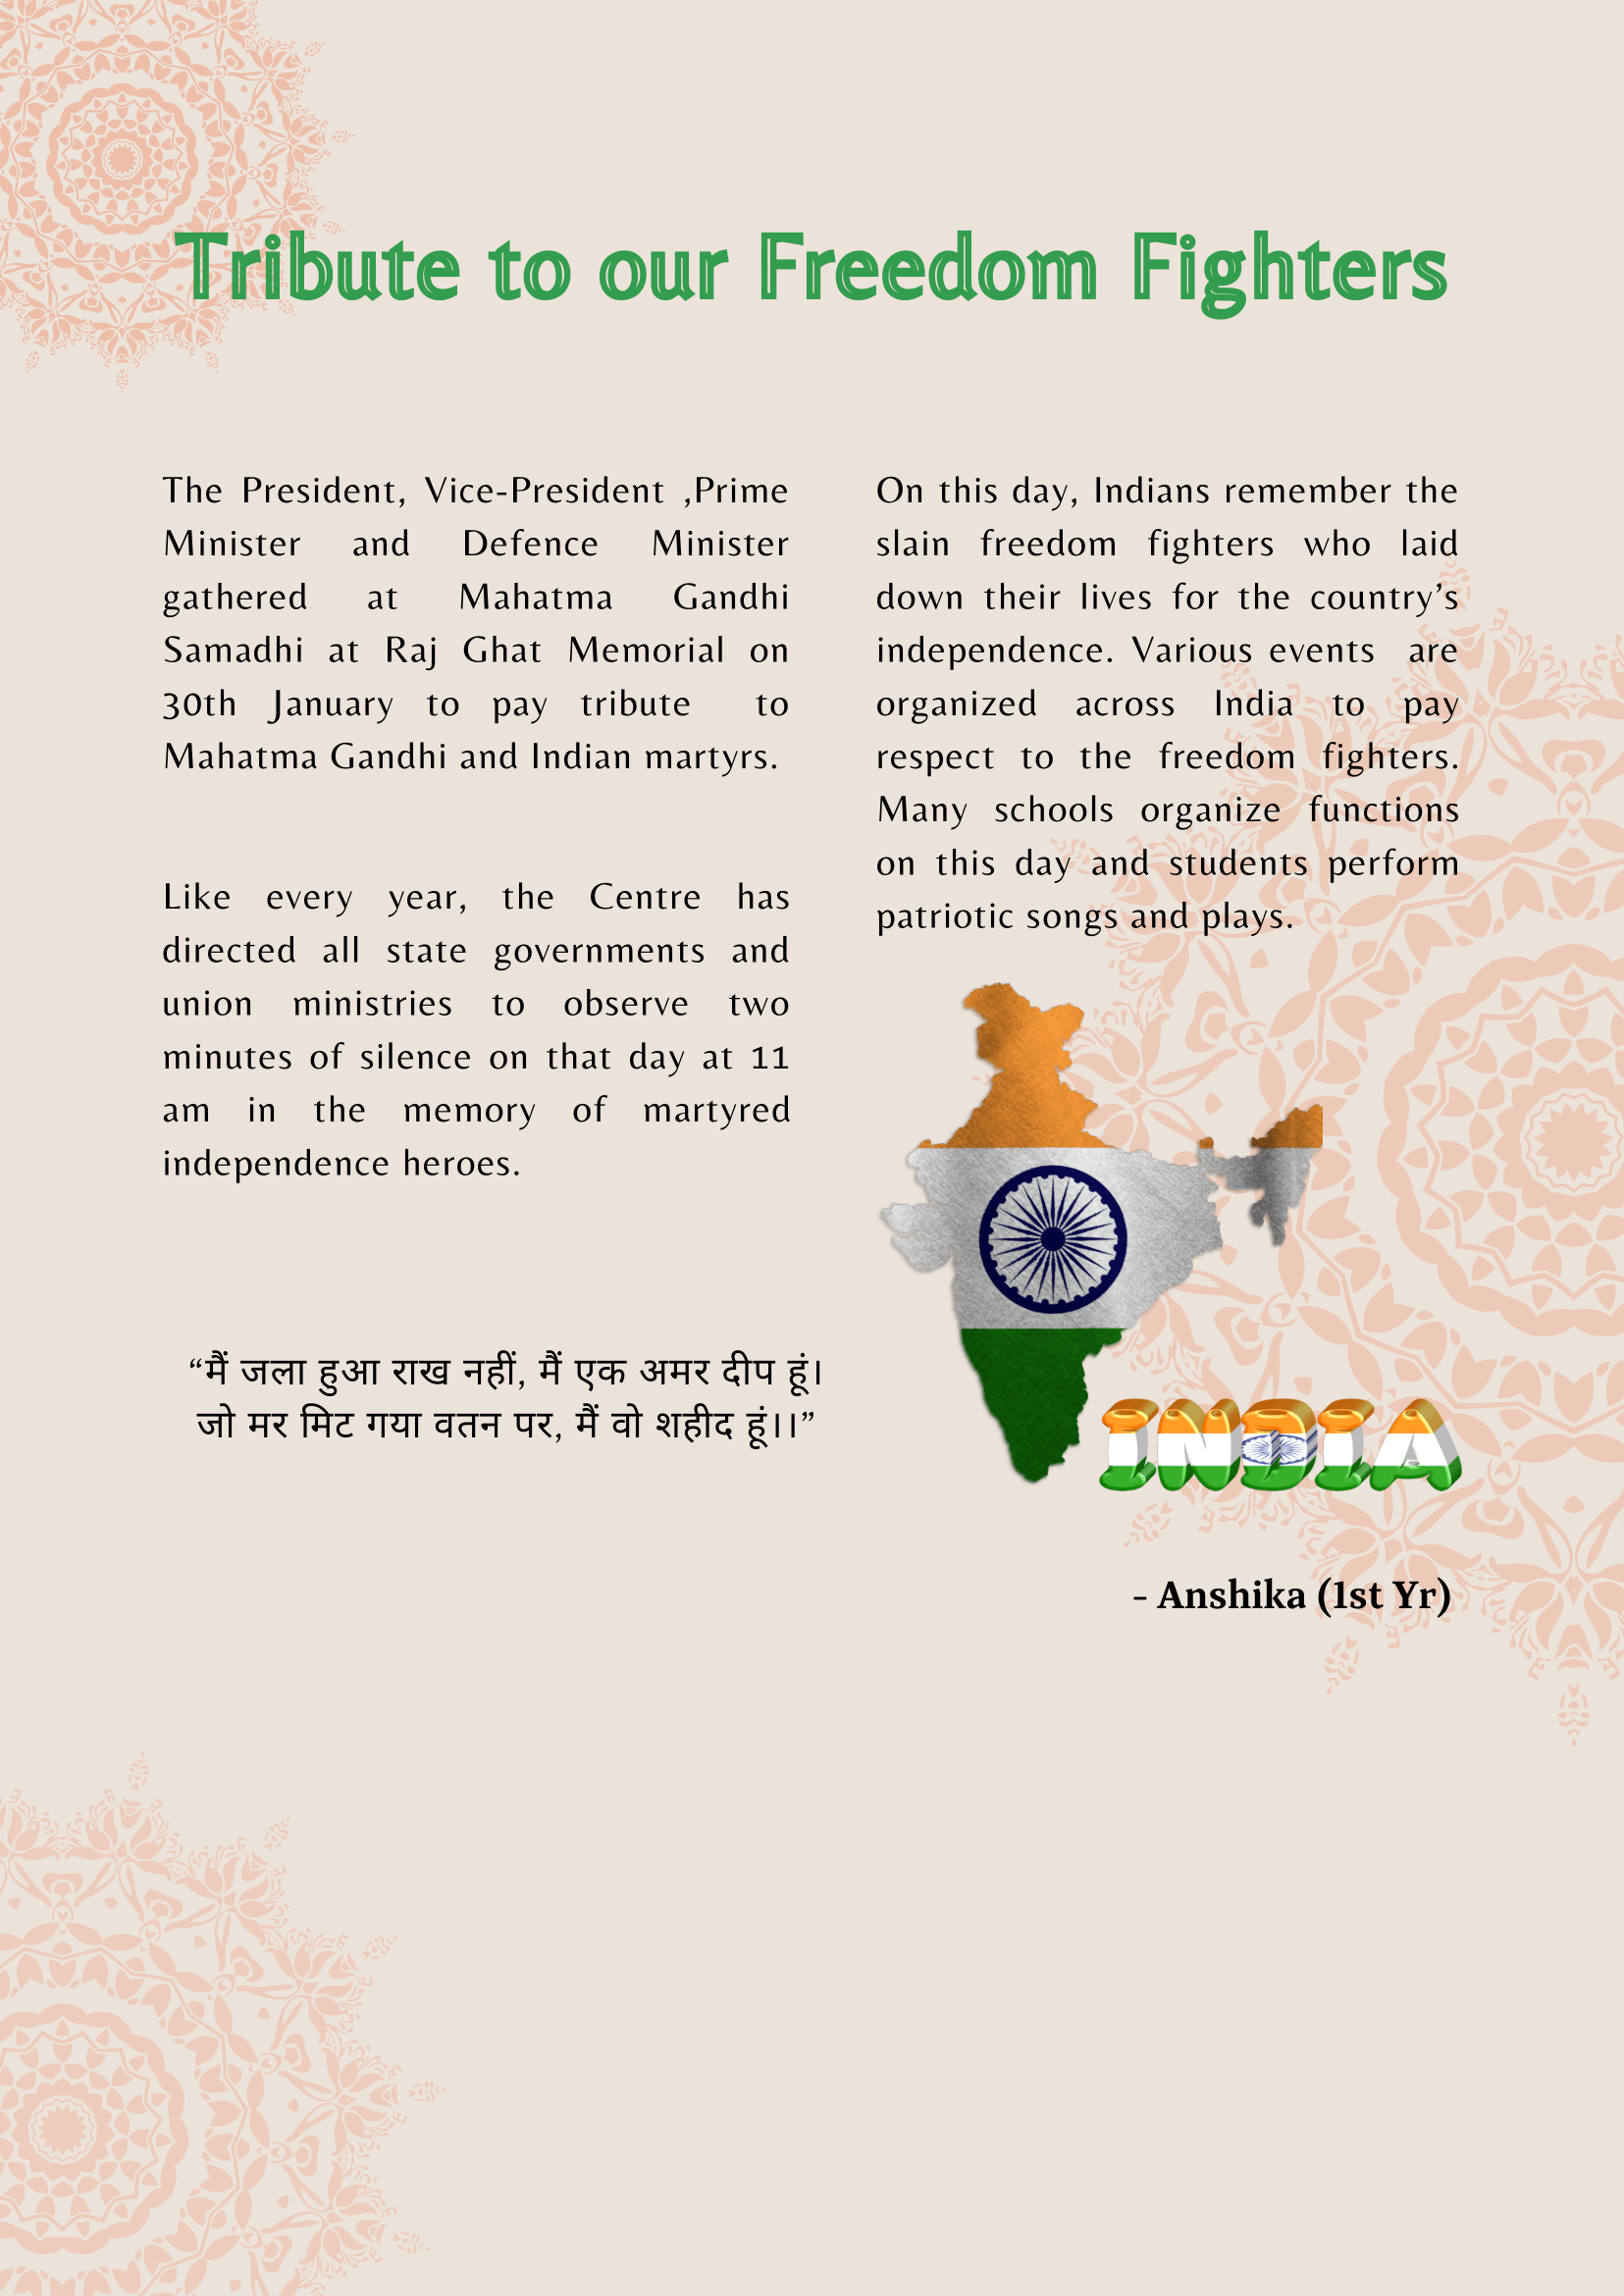 Tribute to our Freedom Fighters
The President, Vice-President ,Prime
Minister and Defence Minister
gathered at Mahatma Gandhi
Samadhi at Raj Ghat Memorial on
30th January to pay tribute to
Mahatma Gandhi and Indian martyrs.
Like every year, the Centre has
directed all state governments and
union ministries to observe two
minutes of silence on that day at 11
am in the memory of martyred
independence heroes.
“मैं जला हुआ राख नहीं, मैं एक अमर दीप हूं।
जो मर मिट गया वतन पर, मैं वो शहीद हूं।।”
On this day, Indians remember the
slain freedom fighters who laid
down their lives for the country’s
independence. Various events are
organized across India to pay
respect to the freedom fighters.
Many schools organize functions
on this day and students perform
patriotic songs and plays.
INDIA
- Anshika (1st Yr)